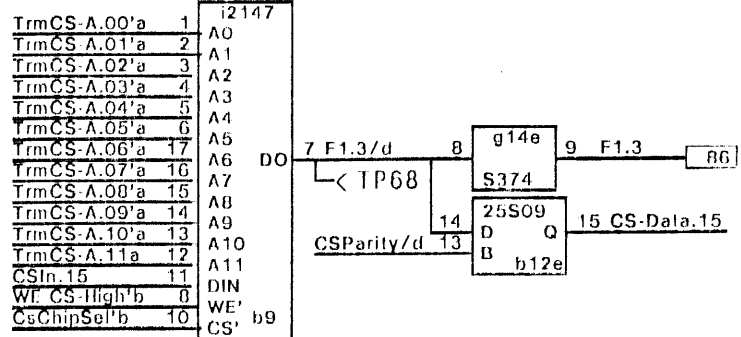 i2147
TrmCS-A.00'a 1 A0
TrmCS-A.01'a 2 A1
TrmCS-A.02'a 3 A2
TrmCS-A.03'a 4 A3
TrmCS-A.04'a 5 A4
TrmCS-A.05'a 6 A5
TrmCS-A.06'a 17 A6 DO 7 F1.3/d 8 g14e 9 F1.3 86
TrmCS-A.07'a 16 A7 < TP68 S374
TrmCS-A.08'a 15 A8 25S09
TrmCS-A.09'a 14 A9 14 D Q 15 CS-Data.15
TrmCS-A.10'a 13 A10 CSParity/d 13 B
TrmCS-A.11a 12 A11 b12e
CSIn.15 11 DIN
WE CS-High'b 8 WE'
CsChipSel'b 10 CS' b9